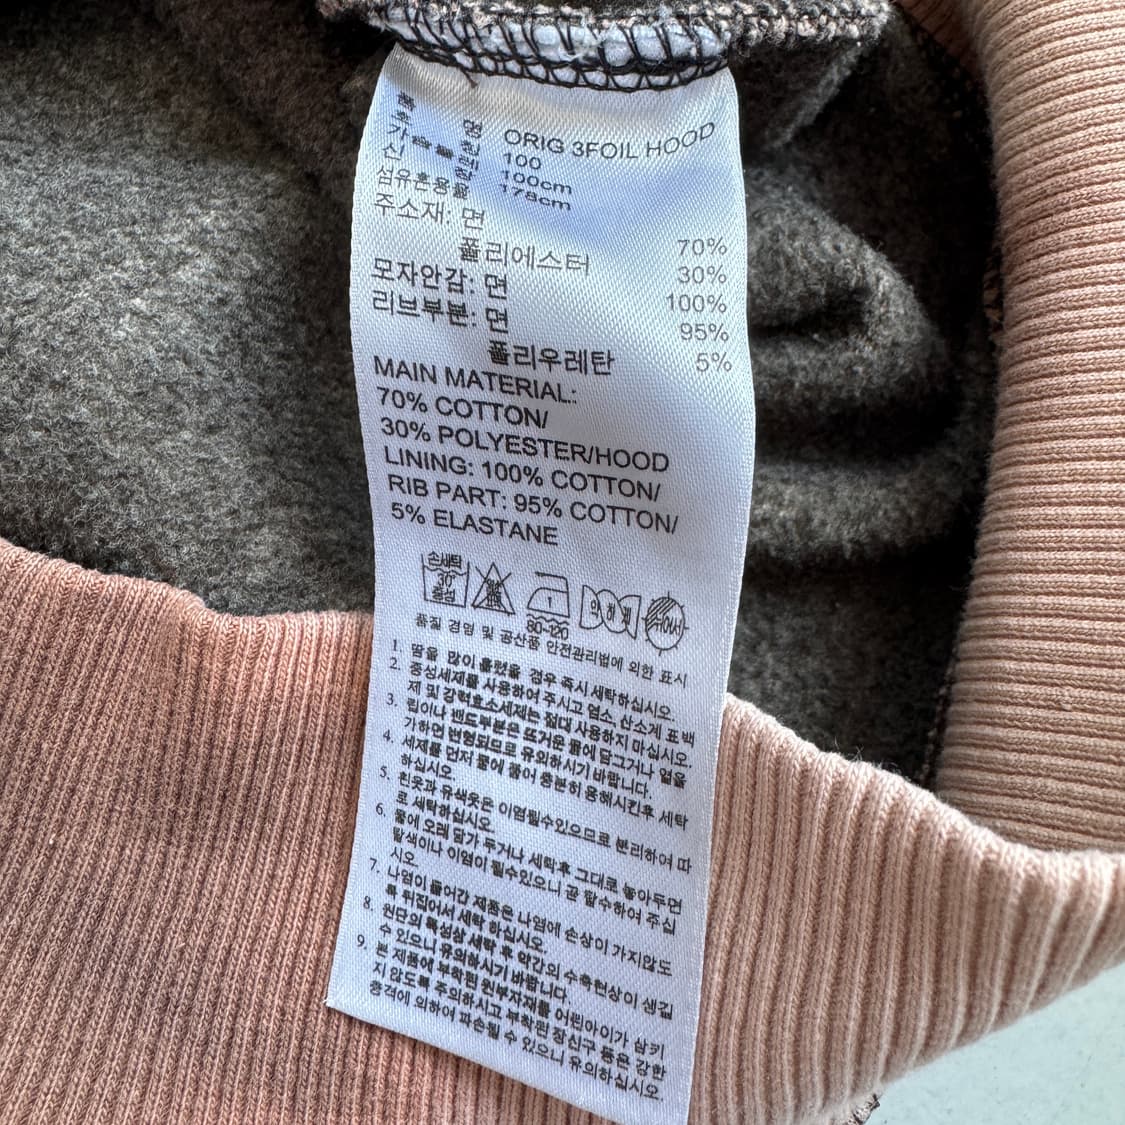 품 명 ORIG 3FOIL HOOD
호 칭 100
가슴둘레 100cm
신 장 178cm
섬유혼용율
주소재: 면 70%
폴리에스터 30%
모자안감: 면 100%
리브부분: 면 95%
폴리우레탄 5%
MAIN MATERIAL:
70% COTTON/
30% POLYESTER/HOOD
LINING: 100% COTTON/
RIB PART: 95% COTTON/
5% ELASTANE
손세탁 30° 중성 1 80~120 약하게
품질 경영 및 공산품 안전관리법에 의한 표시
1. 땀을 많이 흘렸을 경우 즉시 세탁하십시오.
2. 중성세제를 사용하여 주시고 염소, 산소계 표백
제 및 강력효소세제는 절대 사용하지 마십시오.
3. 립이나 밴드부분은 뜨거운 물에 담그거나 열을
가하면 변형되므로 유의하시기 바랍니다.
4. 세제를 먼저 물에 풀어 충분히 용해시킨후 세탁
하십시오.
5. 흰옷과 유색옷은 이염될수있으므로 분리하여 따
로 세탁하십시오.
6. 물에 오래 담가 두거나 세탁후 그대로 놓아두면
탈색이나 이염이 될수있으니 곧 탈수하여 주십
시오.
7. 나염이 들어간 제품은 나염에 손상이 가지않도
록 뒤집어서 세탁 하십시오.
8. 원단의 특성상 세탁 후 약간의 수축현상이 생길
수 있으니 유의하시기 바랍니다.
9. 본 제품에 부착된 원부자재를 어린아이가 삼키
지 않도록 주의하시고 부착된 장신구 등은 강한
충격에 의하여 파손될 수 있으니 유의하십시오.